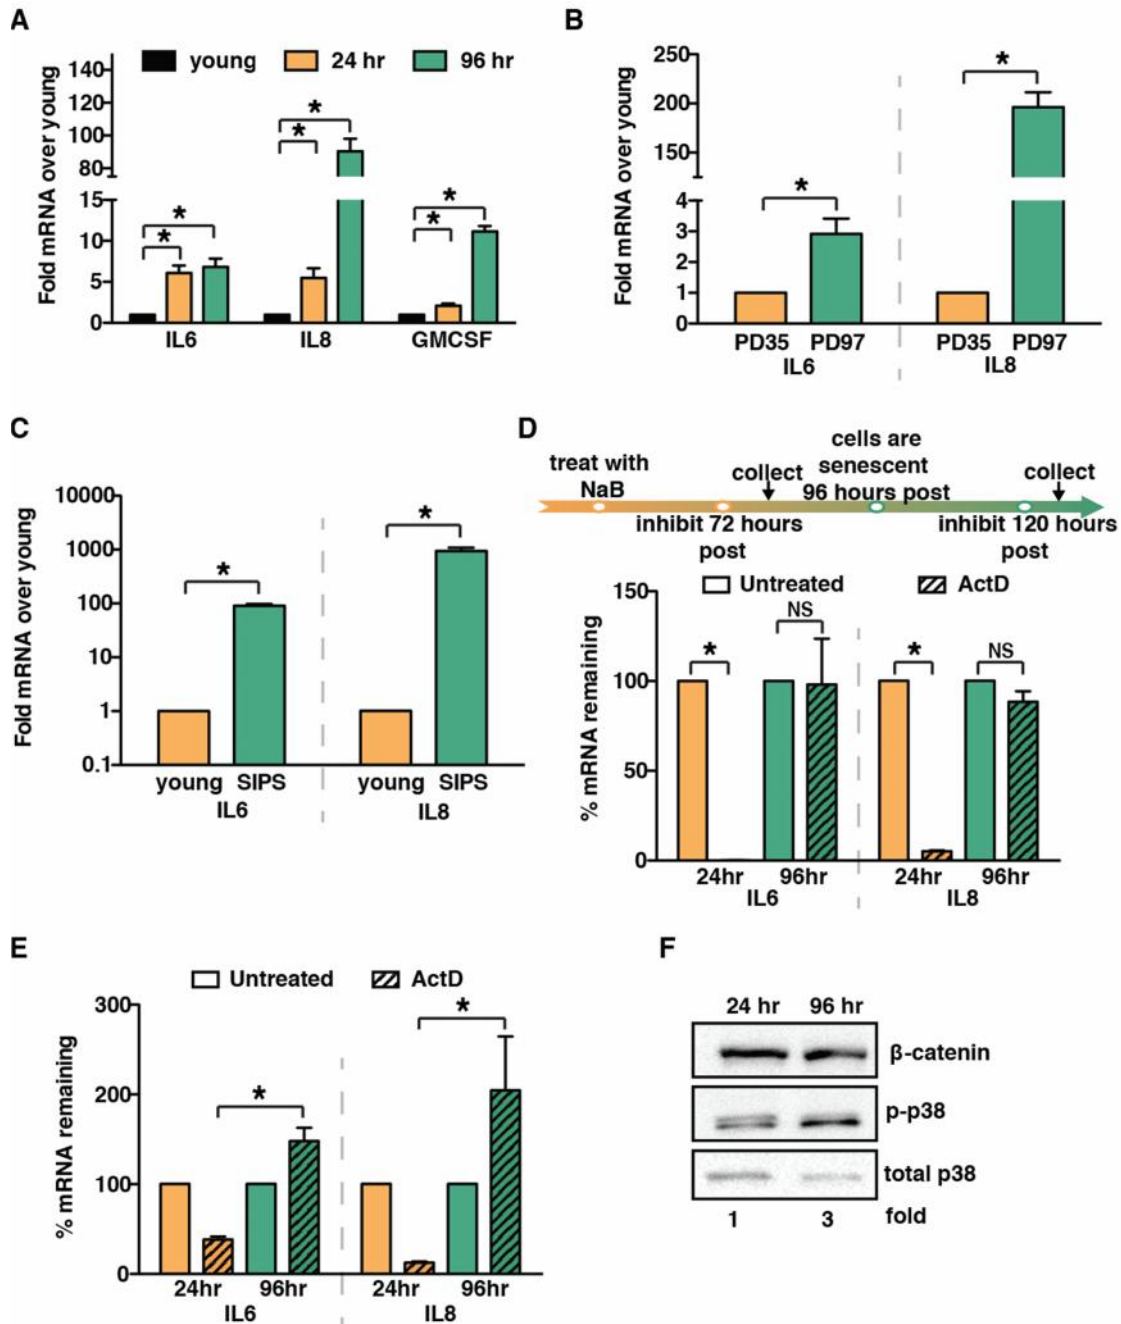 A
young 24 hr 96 hr
Fold mRNA over young
140
120
100
80
15
10
5
0
* * * * * *
IL6 IL8 GMCSF
B
Fold mRNA over young
250
200
150
4
3
2
1
0
* *
PD35 PD97 PD35 PD97
IL6 IL8
C
Fold mRNA over young
10000
1000
100
10
1
0.1
* *
young SIPS young SIPS
IL6 IL8
D
treat with
NaB
collect
cells are
senescent
96 hours post
collect
inhibit 72 hours
post
inhibit 120 hours
post
Untreated ActD
% mRNA remaining
150
100
50
0
* NS * NS
24hr 96hr 24hr 96hr
IL6 IL8
E
Untreated ActD
% mRNA remaining
300
200
100
0
* *
24hr 96hr 24hr 96hr
IL6 IL8
F
24 hr 96 hr
β-catenin
p-p38
total p38
1 3 fold